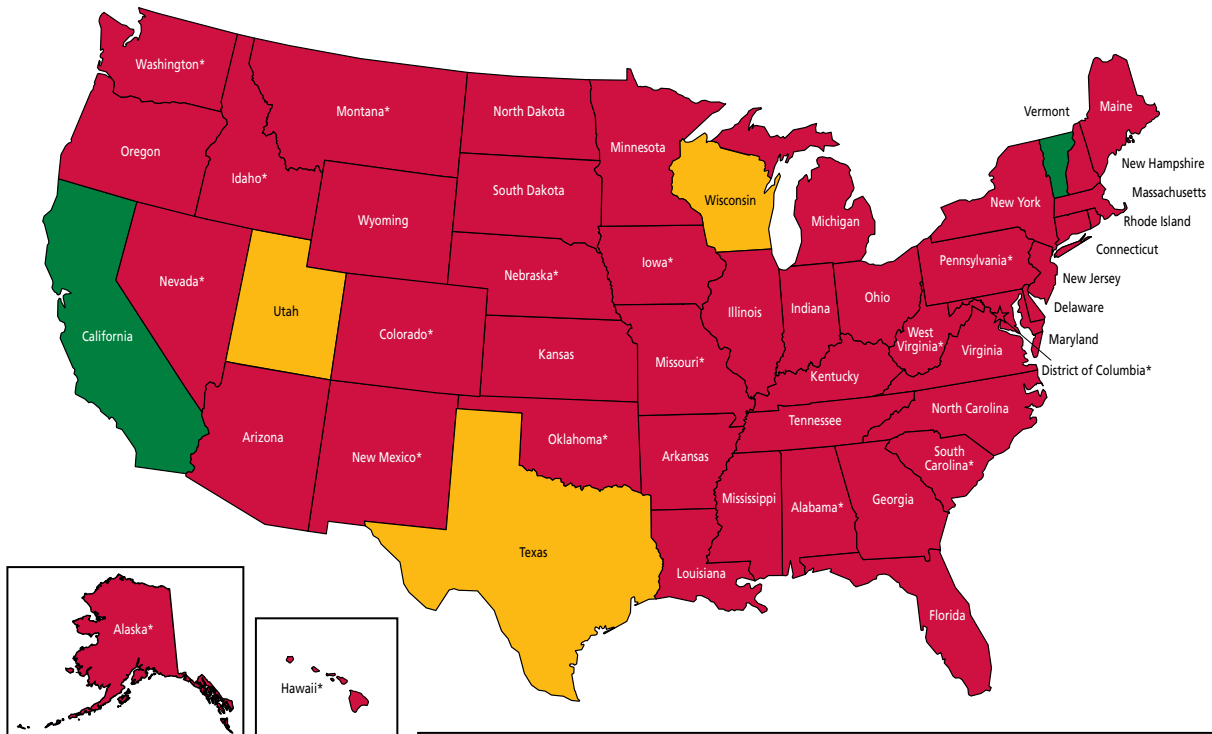 Washington*
Montana*
North Dakota
Minnesota
Vermont
Maine
Oregon
Idaho*
South Dakota
Wisconsin
New Hampshire
Massachusetts
Wyoming
Michigan
New York
Rhode Island
Connecticut
Nevada*
Utah
Nebraska*
Iowa*
Pennsylvania*
New Jersey
California
Colorado*
Kansas
Missouri*
Illinois
Indiana
Ohio
Delaware
West
Virginia*
Virginia
Maryland
Kentucky
District of Columbia*
Arizona
New Mexico*
Oklahoma*
Arkansas
Tennessee
North Carolina
South
Carolina*
Texas
Louisiana
Mississippi
Alabama*
Georgia
Florida
Alaska*
Hawaii*